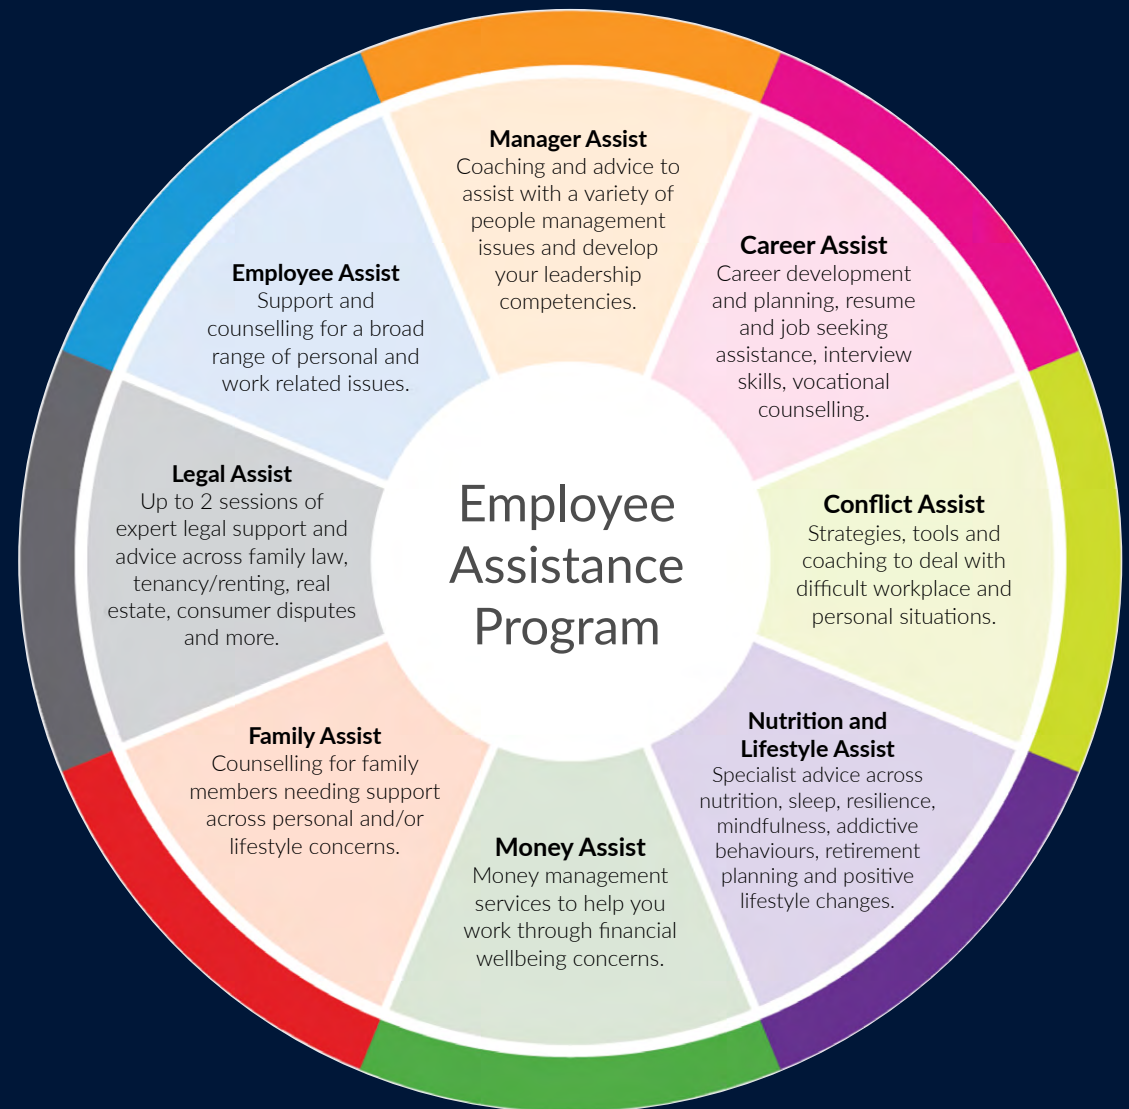 Manager Assist
Coaching and advice to
assist with a variety of
people management
issues and develop
your leadership
competencies.
Career Assist
Career development
and planning, resume
and job seeking
assistance, interview
skills, vocational
counselling.
Conflict Assist
Strategies, tools and
coaching to deal with
difficult workplace and
personal situations.
Nutrition and
Lifestyle Assist
Specialist advice across
nutrition, sleep, resilience,
mindfulness, addictive
behaviours, retirement
planning and positive
lifestyle changes.
Money Assist
Money management
services to help you
work through financial
wellbeing concerns.
Family Assist
Counselling for family
members needing support
across personal and/or
lifestyle concerns.
Legal Assist
Up to 2 sessions of
expert legal support and
advice across family law,
tenancy/renting, real
estate, consumer disputes
and more.
Employee Assist
Support and
counselling for a broad
range of personal and
work related issues.
Employee
Assistance
Program